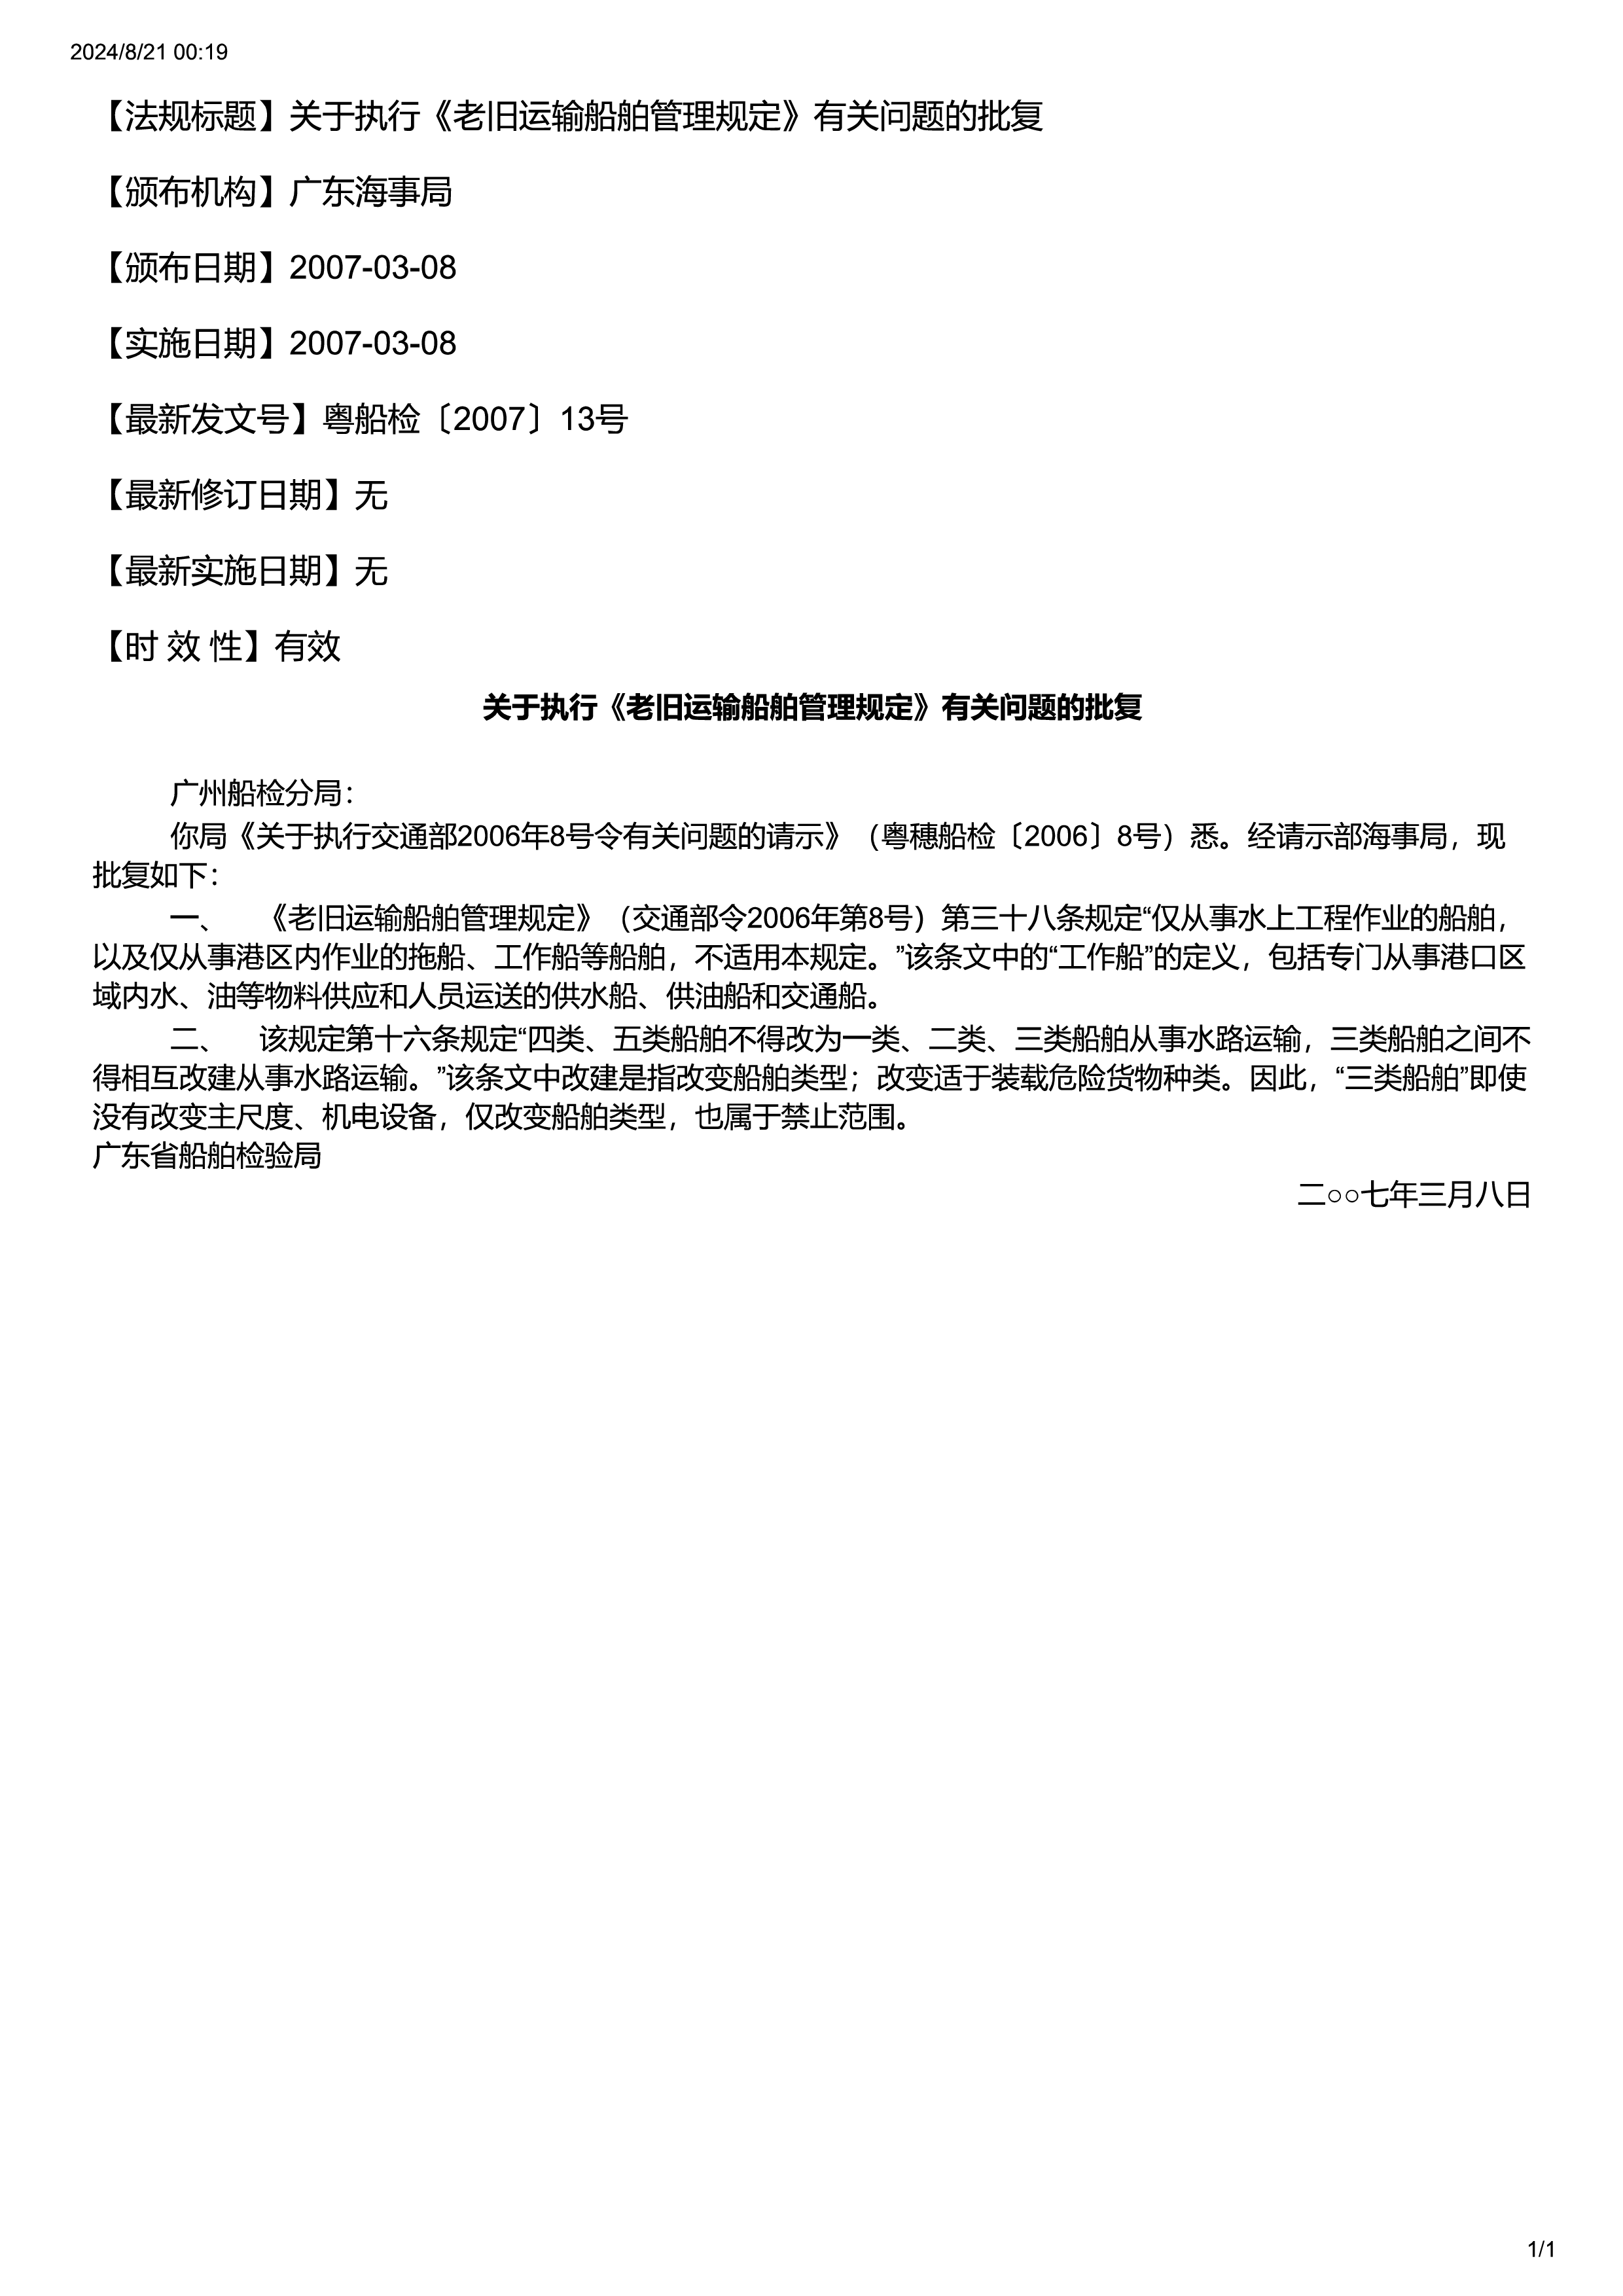 2024/8/21 00:19
【法规标题】关于执行《老旧运输船舶管理规定》有关问题的批复
【颁布机构】广东海事局
【颁布日期】2007-03-08
【实施日期】2007-03-08
【最新发文号】粤船检〔2007〕13号
【最新修订日期】无
【最新实施日期】无
【时 效 性】有效
关于执行《老旧运输船舶管理规定》有关问题的批复
广州船检分局：
你局《关于执行交通部2006年8号令有关问题的请示》（粤穗船检〔2006〕8号）悉。经请示部海事局，现
批复如下：
一、 《老旧运输船舶管理规定》（交通部令2006年第8号）第三十八条规定“仅从事水上工程作业的船舶，
以及仅从事港区内作业的拖船、工作船等船舶，不适用本规定。”该条文中的“工作船”的定义，包括专门从事港口区
域内水、油等物料供应和人员运送的供水船、供油船和交通船。
二、 该规定第十六条规定“四类、五类船舶不得改为一类、二类、三类船舶从事水路运输，三类船舶之间不
得相互改建从事水路运输。”该条文中改建是指改变船舶类型；改变适于装载危险货物种类。因此，“三类船舶”即使
没有改变主尺度、机电设备，仅改变船舶类型，也属于禁止范围。
广东省船舶检验局
二○○七年三月八日
1/1